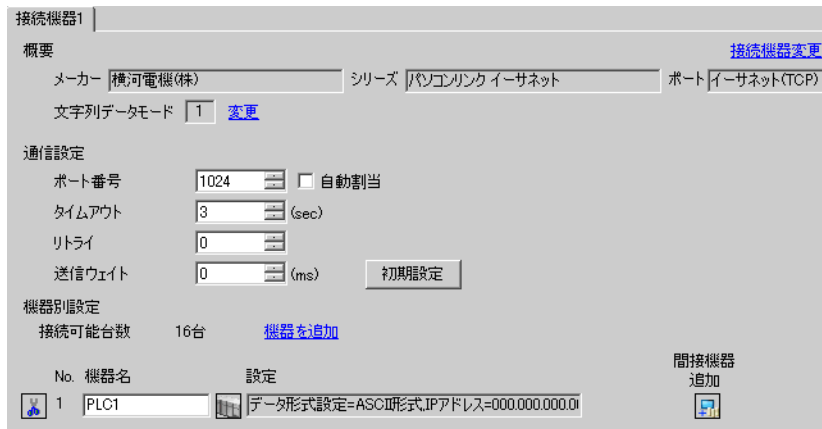 接続機器1
概要
接続機器変更
メーカー 横河電機(株) シリーズ パソコンリンク イーサネット ポート イーサネット(TCP)
文字列データモード 1 変更
通信設定
ポート番号 1024 自動割当
タイムアウト 3 (sec)
リトライ 0
送信ウェイト 0 (ms) 初期設定
機器別設定
接続可能台数 16台 機器を追加
間接機器
No. 機器名 設定 追加
1 PLC1 データ形式設定=ASCII形式,IPアドレス=000.000.000.0